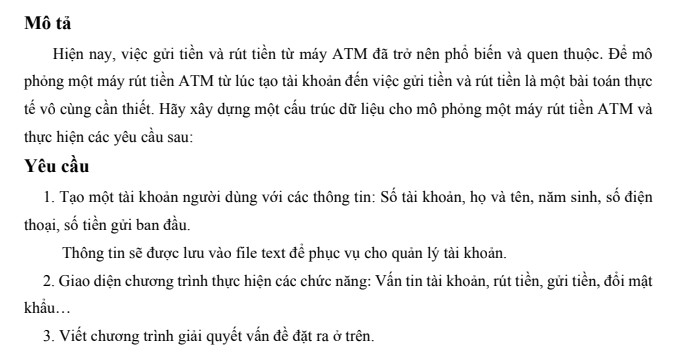 Mô tả
Hiện nay, việc gửi tiền và rút tiền từ máy ATM đã trở nên phổ biến và quen thuộc. Để mô
phỏng một máy rút tiền ATM từ lúc tạo tài khoản đến việc gửi tiền và rút tiền là một bài toán thực
tế vô cùng cần thiết. Hãy xây dựng một cấu trúc dữ liệu cho mô phỏng một máy rút tiền ATM và
thực hiện các yêu cầu sau:
Yêu cầu
1. Tạo một tài khoản người dùng với các thông tin: Số tài khoản, họ và tên, năm sinh, số điện
thoại, số tiền gửi ban đầu.
Thông tin sẽ được lưu vào file text để phục vụ cho quản lý tài khoản.
2. Giao diện chương trình thực hiện các chức năng: Vấn tin tài khoản, rút tiền, gửi tiền, đổi mật
khẩu…
3. Viết chương trình giải quyết vấn đề đặt ra ở trên.